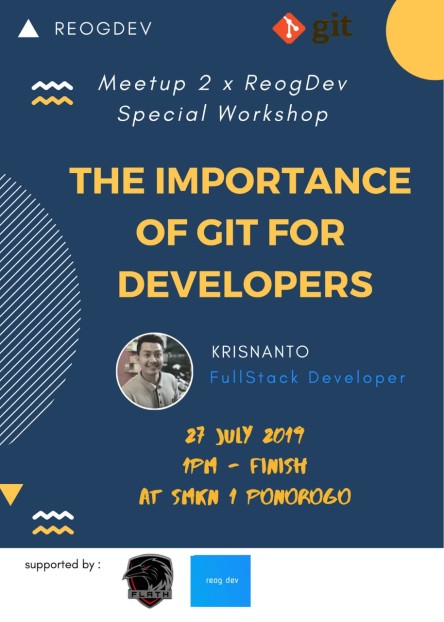 REOGDEV
git
Meetup 2 x ReogDev
Special Workshop
THE IMPORTANCE
OF GIT FOR
DEVELOPERS
KRISNANTO
FullStack Developer
27 JULY 2019
1PM - FINISH
AT SMKN 1 PONOROGO
supported by :
FLATH
reog dev